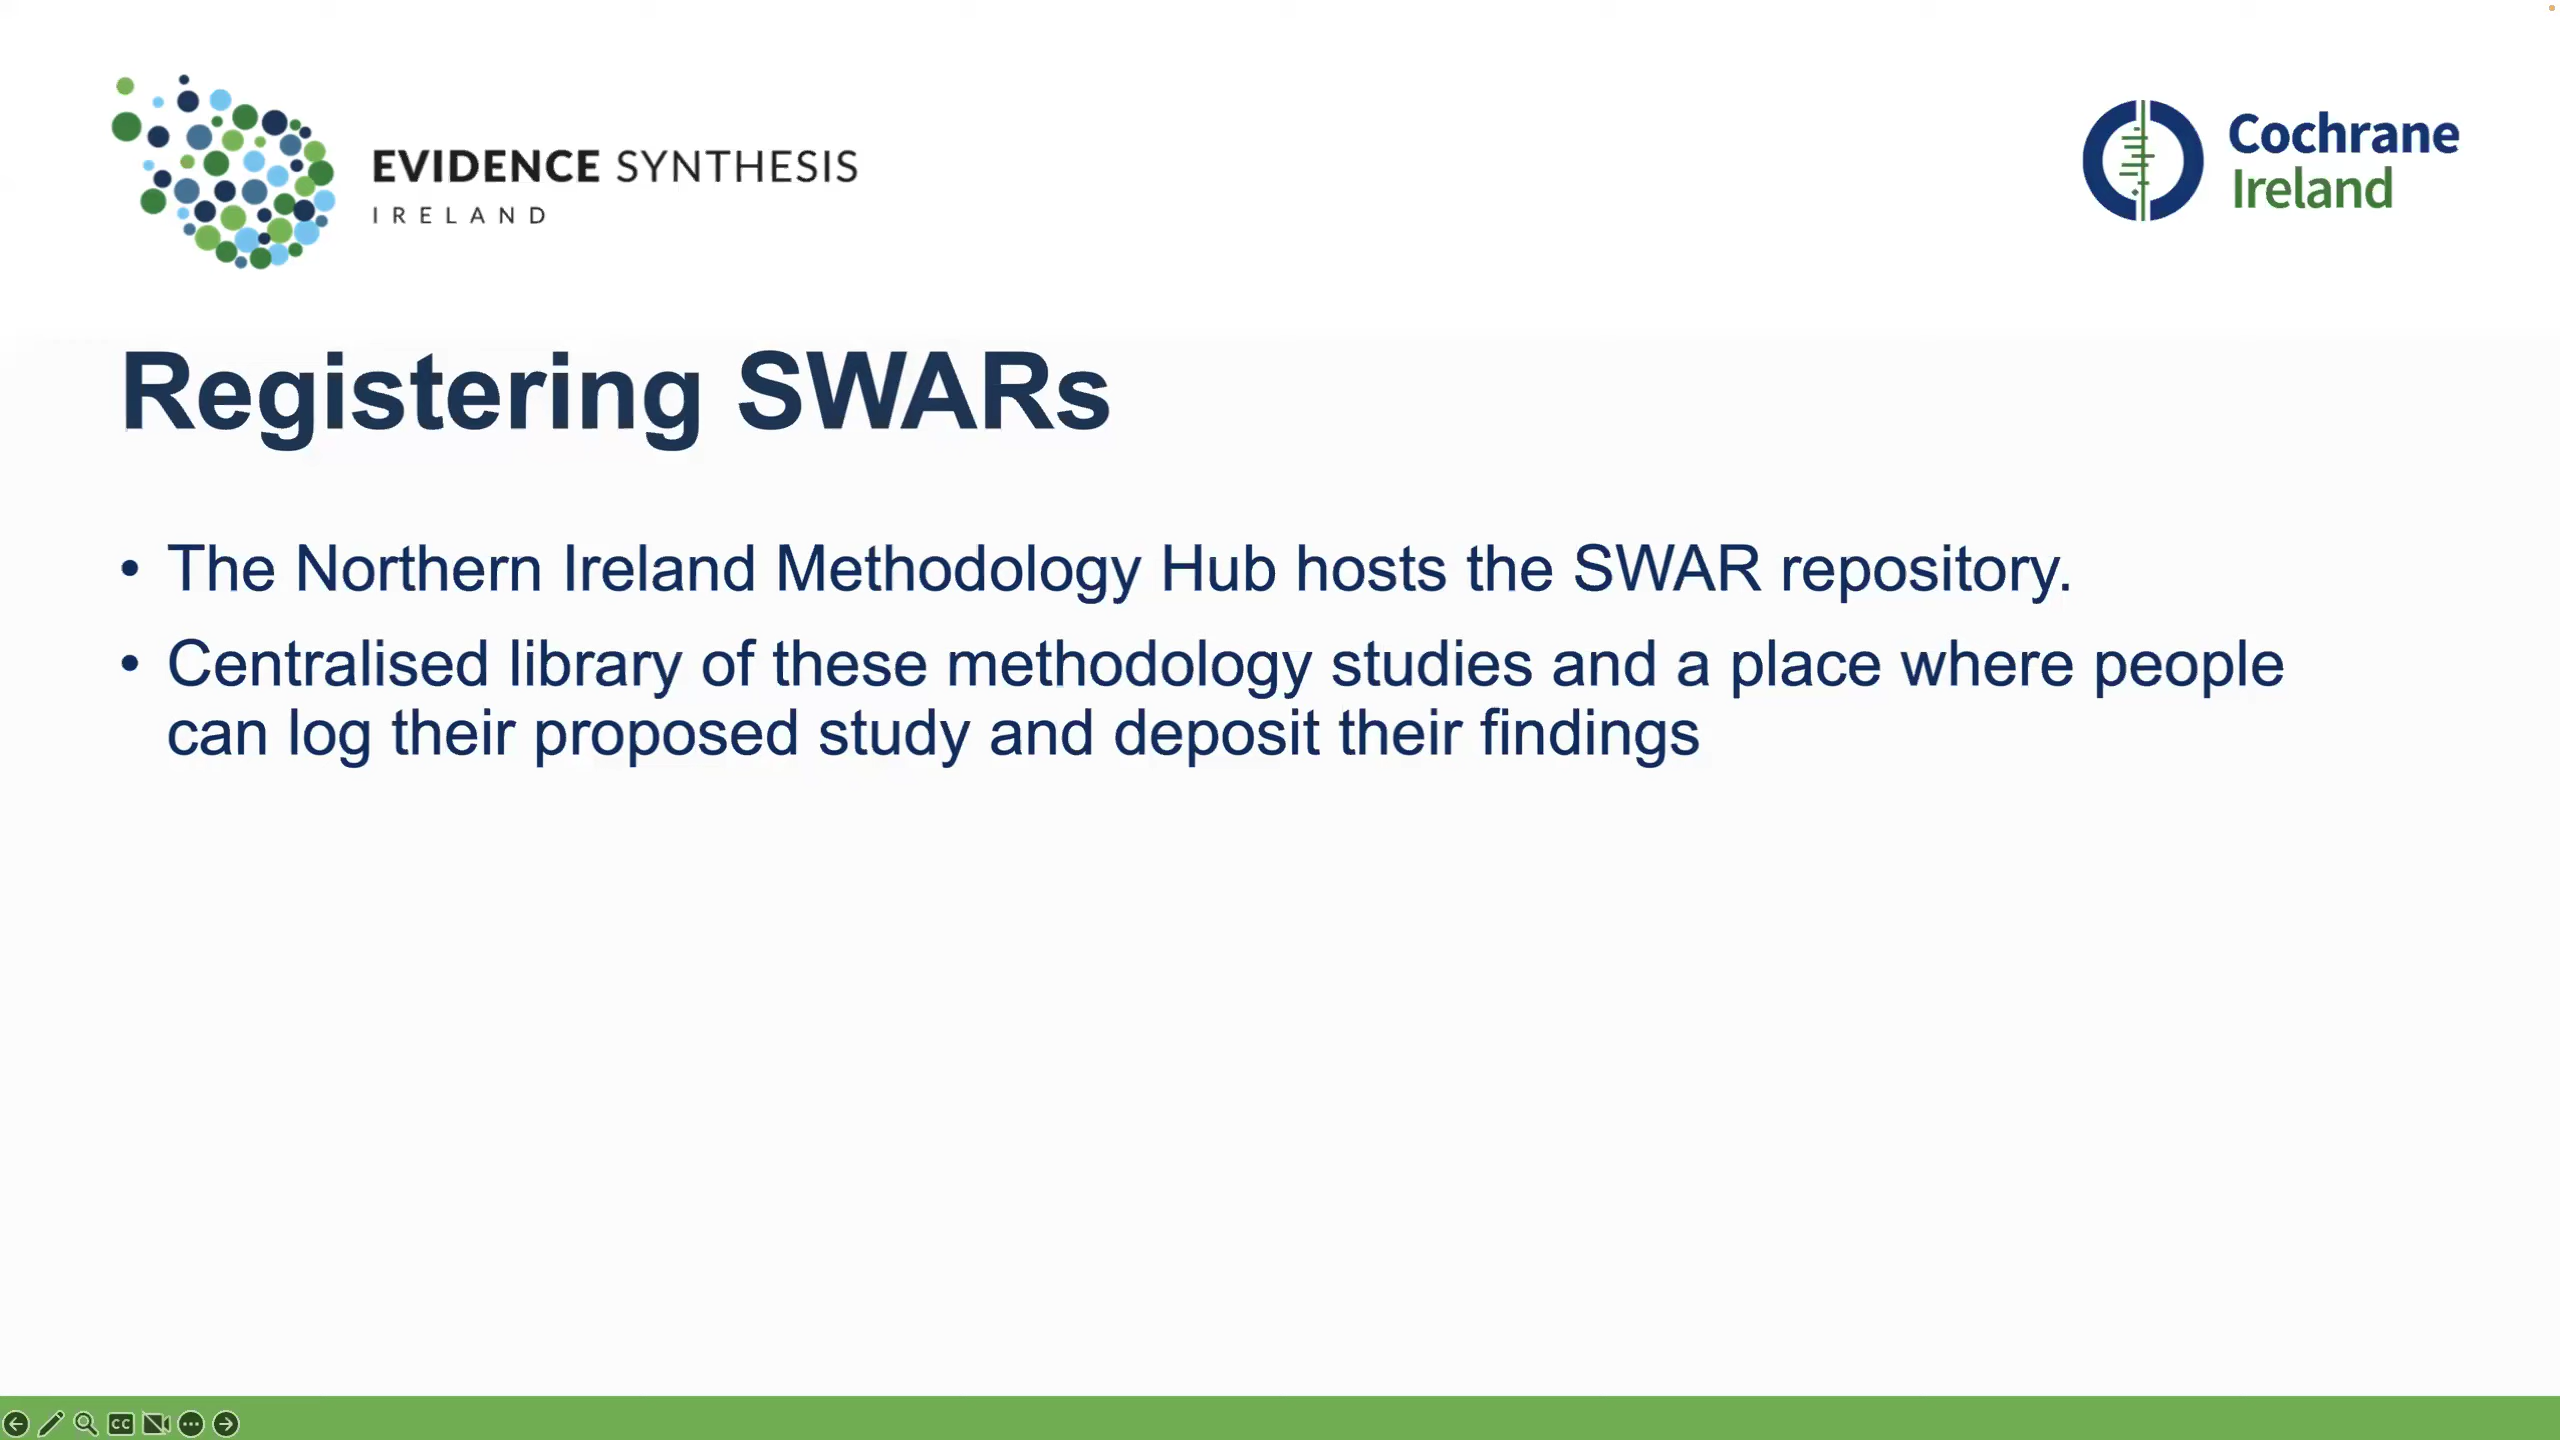 EVIDENCE SYNTHESIS
IRELAND
Cochrane
Ireland
Registering SWARs
• The Northern Ireland Methodology Hub hosts the SWAR repository.
• Centralised library of these methodology studies and a place where people
can log their proposed study and deposit their findings
CC